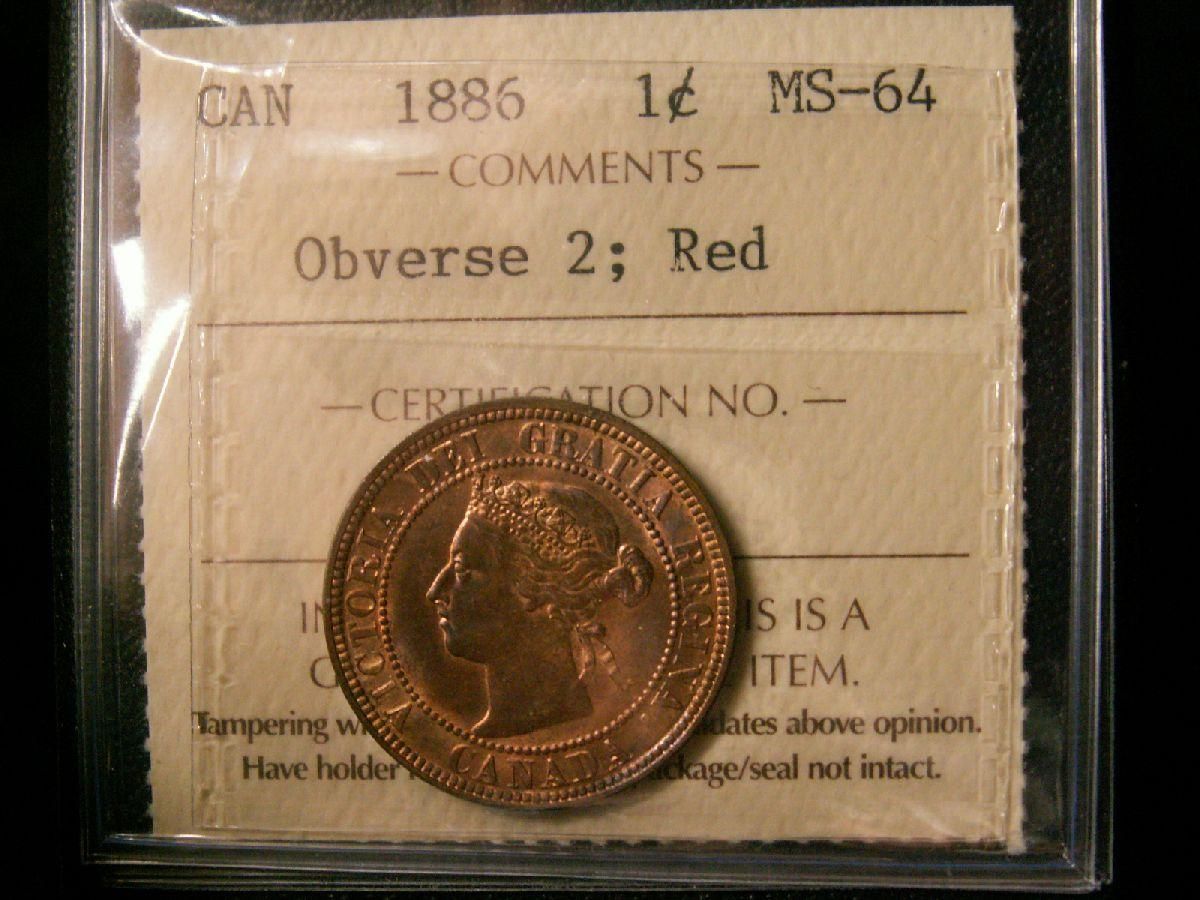 CAN 1886 1¢ MS-64
— COMMENTS —
Obverse 2; Red
— CERTIFICATION NO. —
IS IS A
ITEM.
Tampering dates above opinion.
Have holder package/seal not intact.
VICTORIA DEI GRATIA REGINA.
CANADA